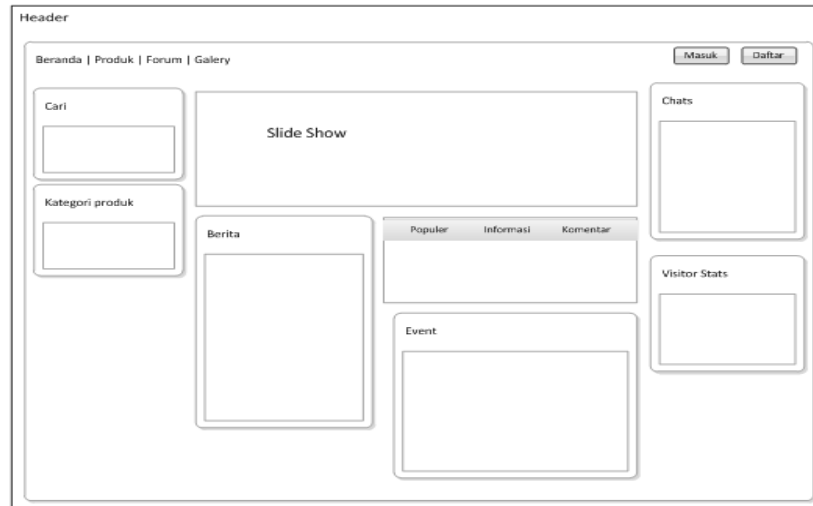 Header
Beranda | Produk | Forum | Galery
Masuk
Daftar
Cari
Slide Show
Chats
Kategori produk
Berita
Populer Informasi Komentar
Visitor Stats
Event